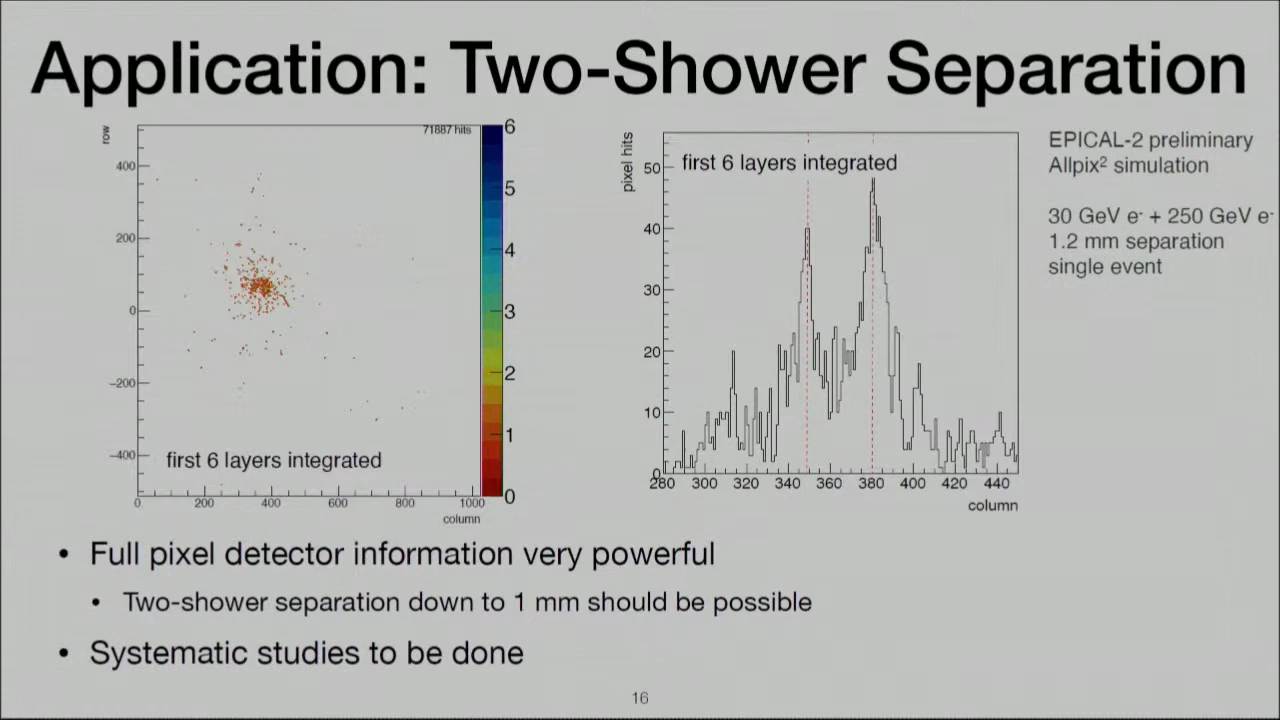 Application: Two-Shower Separation
row
71887 hits
6
5
4
3
2
1
0
400
200
0
−200
−400
first 6 layers integrated
0 200 400 600 800 1000
column
pixel hits
first 6 layers integrated
50
40
30
20
10
0
280 300 320 340 360 380 400 420 440
column
EPICAL-2 preliminary
Allpix² simulation
30 GeV e⁻ + 250 GeV e⁻
1.2 mm separation
single event
• Full pixel detector information very powerful
• Two-shower separation down to 1 mm should be possible
• Systematic studies to be done
16